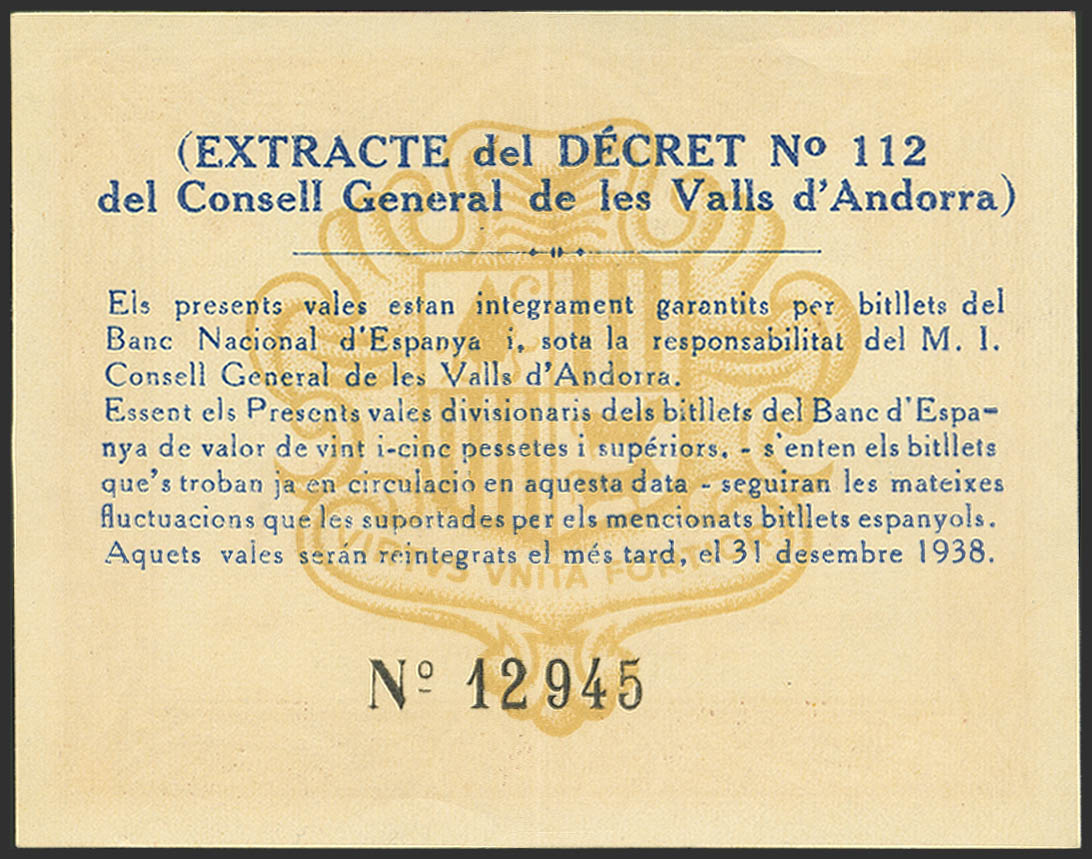 (EXTRACTE del DÉCRET Nº 112
del Consell General de les Valls d'Andorra)
Els presents vales estan integrament garantits per bitllets del
Banc Nacional d'Espanya i, sota la responsabilitat del M. I.
Consell General de les Valls d'Andorra.
Essent els Presents vales divisionaris dels bitllets del Banc d'Espa-
nya de valor de vint i-cinc pessetes i supériors, - s'enten els bitllets
que's troban ja en circulació en aquesta data - seguiran les mateixes
fluctuacions que les suportades per els mencionats bitllets espanyols.
Aquets vales serán reintegrats el més tard, el 31 desembre 1938.
VIRTVS VNITA FORTIOR
Nº 12945